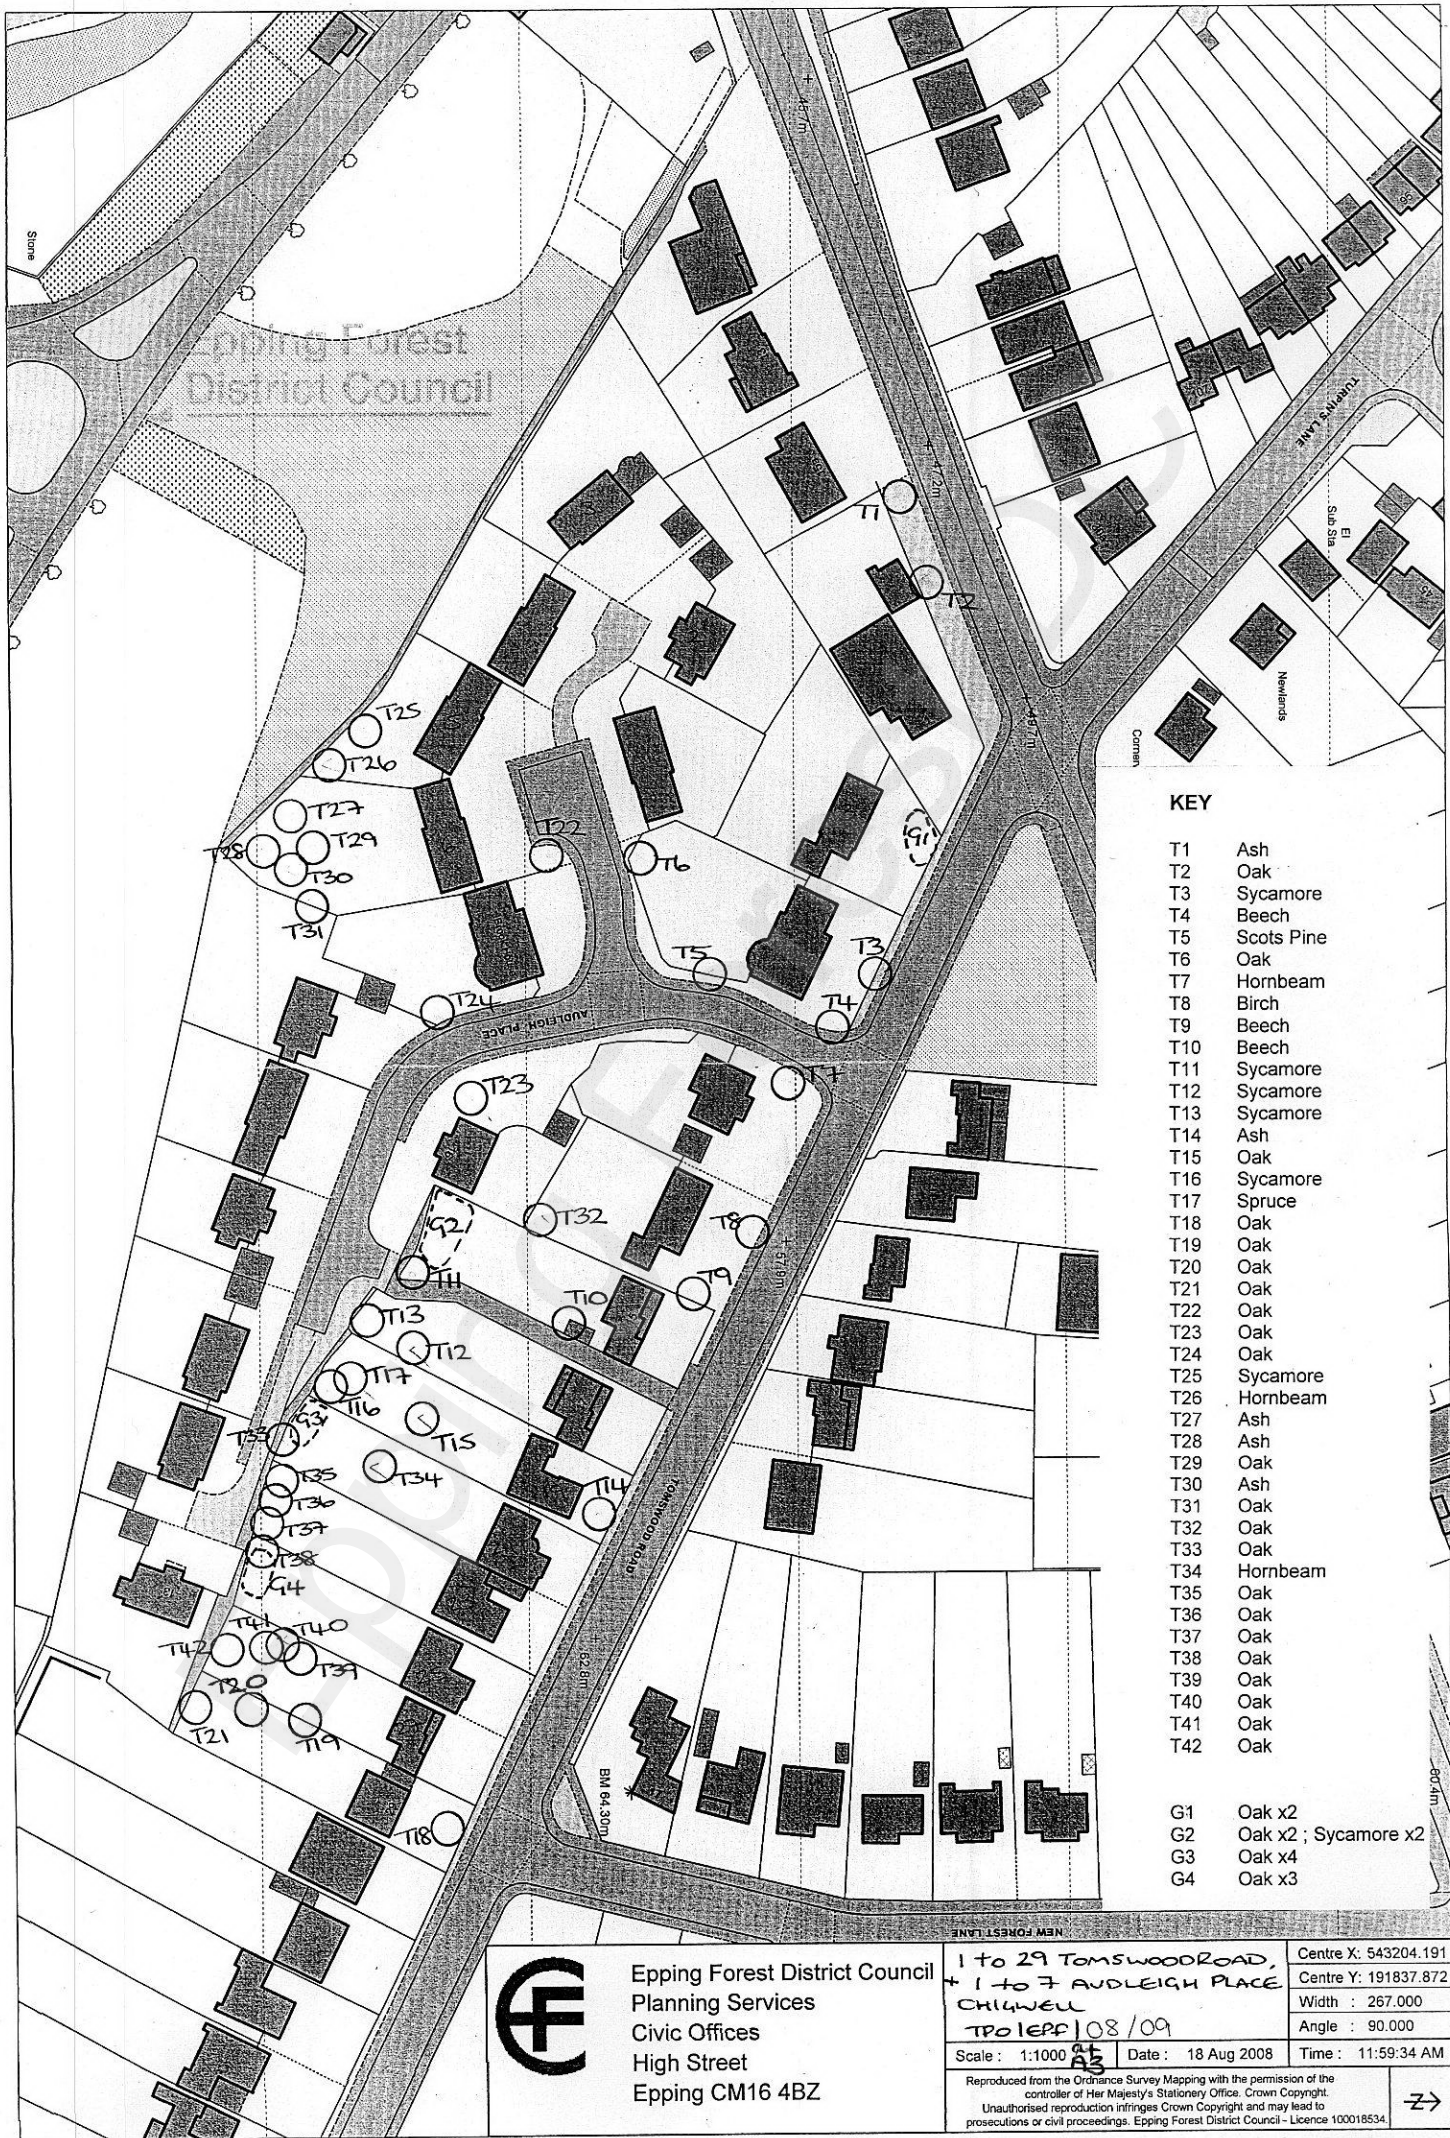 Stone
Epping Forest
District Council
48.7m
47.2m
49.7m
TURPIN'S LANE
El
Sub Sta
Newlands
T1
T2
T25
T26
T27
T28
T29
T30
T31
T22
T6
G1
T5
T3
T4
T24
AUDLEIGH PLACE
T7
T23
G2
T32
T8
57.9m
T11
T9
T10
T13
T12
T17
T16
G3
T33
T15
T34
T14
TOMSWOOD ROAD
T35
T36
T37
T38
G4
T41
T40
T42
T39
T20
T21
T19
62.8m
T18
BM 64.30m
NEW FOREST LANE
60.4m
KEY
T1 Ash
T2 Oak
T3 Sycamore
T4 Beech
T5 Scots Pine
T6 Oak
T7 Hornbeam
T8 Birch
T9 Beech
T10 Beech
T11 Sycamore
T12 Sycamore
T13 Sycamore
T14 Ash
T15 Oak
T16 Sycamore
T17 Spruce
T18 Oak
T19 Oak
T20 Oak
T21 Oak
T22 Oak
T23 Oak
T24 Oak
T25 Sycamore
T26 Hornbeam
T27 Ash
T28 Ash
T29 Oak
T30 Ash
T31 Oak
T32 Oak
T33 Oak
T34 Hornbeam
T35 Oak
T36 Oak
T37 Oak
T38 Oak
T39 Oak
T40 Oak
T41 Oak
T42 Oak
G1 Oak x2
G2 Oak x2 ; Sycamore x2
G3 Oak x4
G4 Oak x3
Epping Forest District Council
Planning Services
Civic Offices
High Street
Epping CM16 4BZ
1 to 29 TOMSWOOD ROAD,
+ 1 to 7 AUDLEIGH PLACE
CHIGWELL
TPO/EPF/08/09
Scale : 1:1000 at A3
Date : 18 Aug 2008
Centre X: 543204.191
Centre Y: 191837.872
Width : 267.000
Angle : 90.000
Time : 11:59:34 AM
Reproduced from the Ordnance Survey Mapping with the permission of the
controller of Her Majesty's Stationery Office. Crown Copyright.
Unauthorised reproduction infringes Crown Copyright and may lead to
prosecutions or civil proceedings. Epping Forest District Council - Licence 100018534.
Z